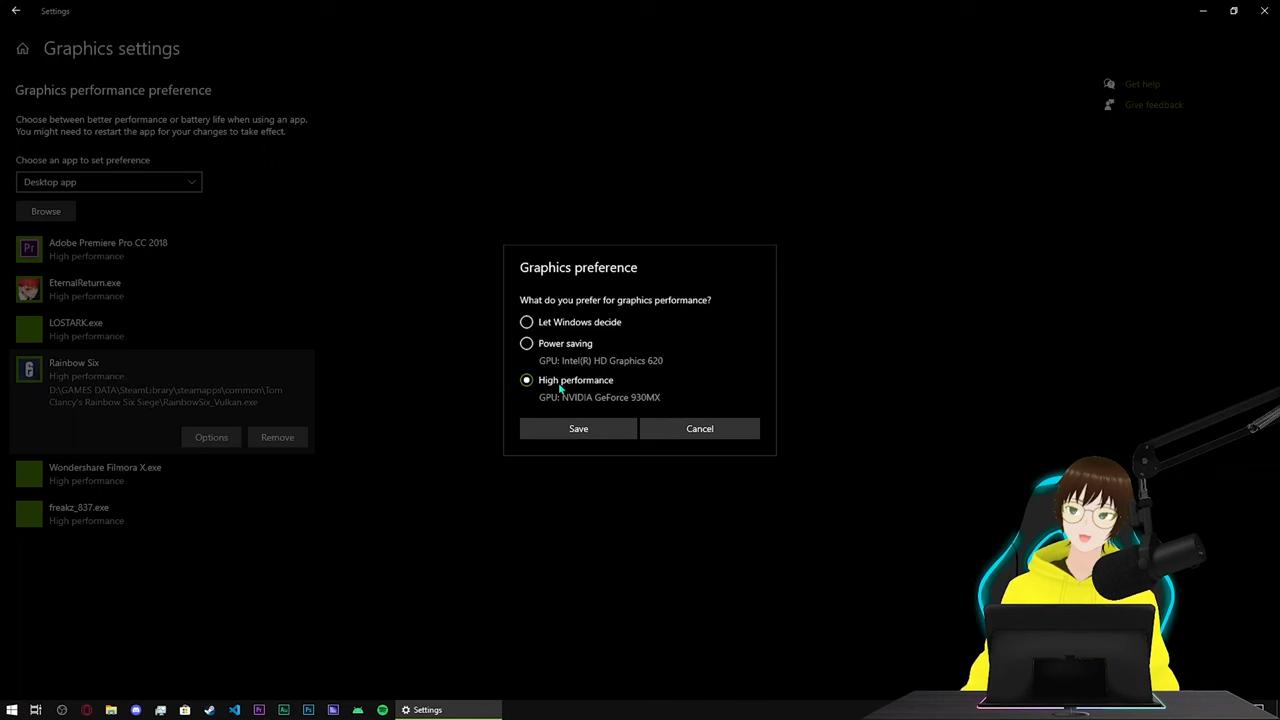 Settings
Graphics settings
Graphics performance preference
Choose between better performance or battery life when using an app.
You might need to restart the app for your changes to take effect.
Choose an app to set preference
Desktop app
Browse
Pr
Adobe Premiere Pro CC 2018
High performance
EternalReturn.exe
High performance
LOSTARK.exe
High performance
6
Rainbow Six
High performance
D:\GAMES DATA\SteamLibrary\steamapps\common\Tom
Clancy's Rainbow Six Siege\RainbowSix_Vulkan.exe
Options
Remove
Wondershare Filmora X.exe
High performance
freakz_837.exe
High performance
Get help
Give feedback
Graphics preference
What do you prefer for graphics performance?
Let Windows decide
Power saving
GPU: Intel(R) HD Graphics 620
High performance
GPU: NVIDIA GeForce 930MX
Save
Cancel
Pr
Au
Ps
Settings